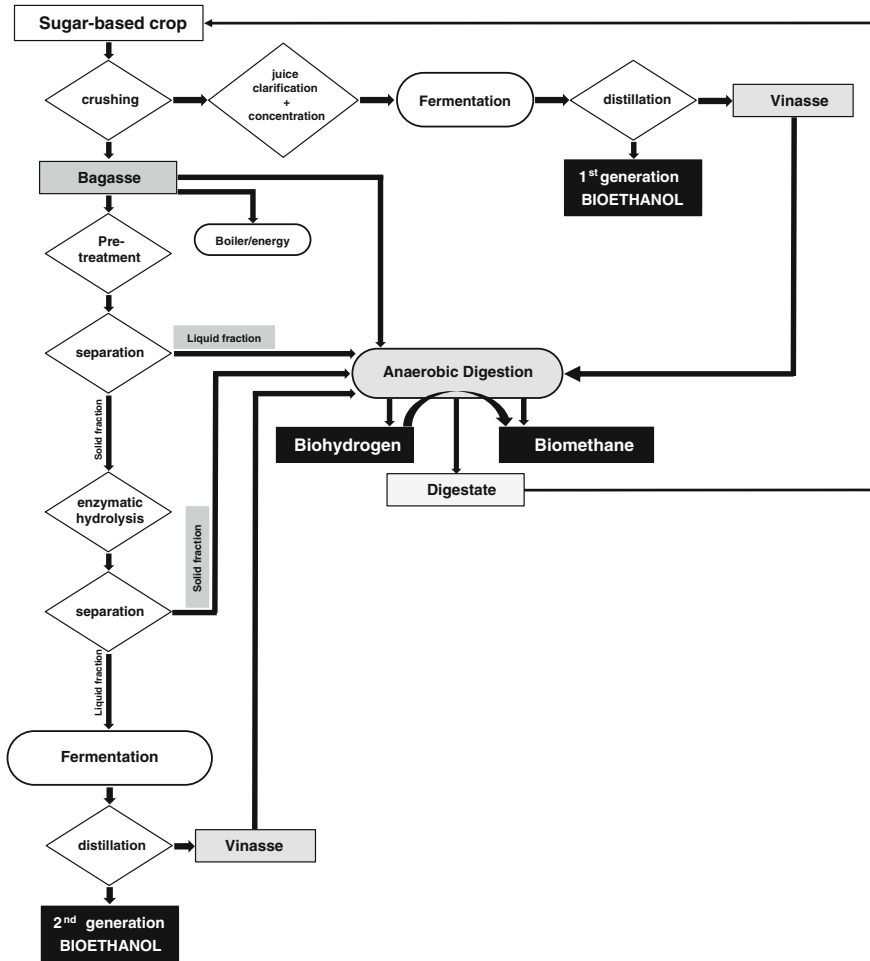 Sugar-based crop
crushing
juice
clarification
+
concentration
Fermentation
distillation
Vinasse
1st generation
BIOETHANOL
Bagasse
Boiler/energy
Pre-
treatment
separation
Liquid fraction
Anaerobic Digestion
Solid fraction
Biohydrogen
Biomethane
Digestate
enzymatic
hydrolysis
Solid fraction
separation
Liquid fraction
Fermentation
distillation
Vinasse
2nd generation
BIOETHANOL